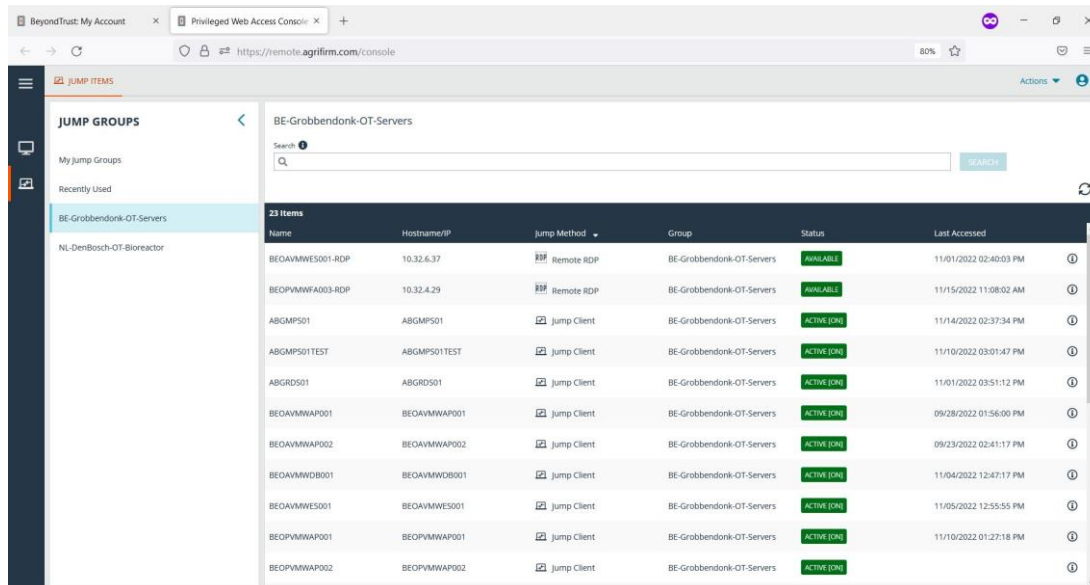 BeyondTrust: My Account
Privileged Web Access Console
https://remote.agrifirm.com/console
80%
JUMP ITEMS
Actions
JUMP GROUPS
BE-Grobbendonk-OT-Servers
Search
My Jump Groups
SEARCH
Recently Used
BE-Grobbendonk-OT-Servers
NL-DenBosch-OT-Bioreactor
23 Items
Name Hostname/IP Jump Method Group Status Last Accessed
BEOAVMWES001-RDP 10.32.6.37 RDP Remote RDP BE-Grobbendonk-OT-Servers AVAILABLE 11/01/2022 02:40:03 PM
BEOPVMWFA003-RDP 10.32.4.29 RDP Remote RDP BE-Grobbendonk-OT-Servers AVAILABLE 11/15/2022 11:08:02 AM
ABGMPS01 ABGMPS01 Jump Client BE-Grobbendonk-OT-Servers ACTIVE [ON] 11/14/2022 02:37:34 PM
ABGMPS01TEST ABGMPS01TEST Jump Client BE-Grobbendonk-OT-Servers ACTIVE [ON] 11/10/2022 03:01:47 PM
ABGRDS01 ABGRDS01 Jump Client BE-Grobbendonk-OT-Servers ACTIVE [ON] 11/01/2022 03:51:12 PM
BEOAVMWAP001 BEOAVMWAP001 Jump Client BE-Grobbendonk-OT-Servers ACTIVE [ON] 09/28/2022 01:56:00 PM
BEOAVMWAP002 BEOAVMWAP002 Jump Client BE-Grobbendonk-OT-Servers ACTIVE [ON] 09/23/2022 02:41:17 PM
BEOAVMWDB001 BEOAVMWDB001 Jump Client BE-Grobbendonk-OT-Servers ACTIVE [ON] 11/04/2022 12:47:17 PM
BEOAVMWES001 BEOAVMWES001 Jump Client BE-Grobbendonk-OT-Servers ACTIVE [ON] 11/05/2022 12:55:55 PM
BEOPVMWAP001 BEOPVMWAP001 Jump Client BE-Grobbendonk-OT-Servers ACTIVE [ON] 11/10/2022 01:27:18 PM
BEOPVMWAP002 BEOPVMWAP002 Jump Client BE-Grobbendonk-OT-Servers ACTIVE [ON]